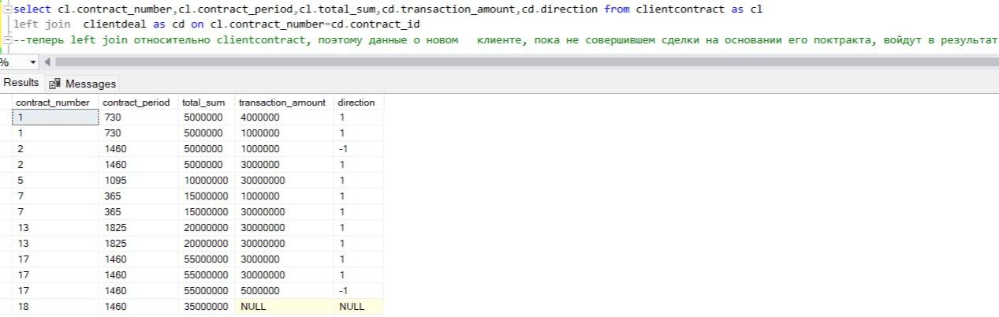 select cl.contract_number,cl.contract_period,cl.total_sum,cd.transaction_amount,cd.direction from clientcontract as cl
left join  clientdeal as cd on cl.contract_number=cd.contract_id
--теперь left join относительно clientcontract, поэтому данные о новом   клиенте, пока не совершившем сделки на основании его поктракта, войдут в результат
%
Results Messages
contract_number contract_period total_sum transaction_amount direction
1 730 5000000 4000000 1
1 730 5000000 1000000 1
2 1460 5000000 1000000 -1
2 1460 5000000 3000000 1
5 1095 10000000 30000000 1
7 365 15000000 1000000 1
7 365 15000000 30000000 1
13 1825 20000000 30000000 1
13 1825 20000000 30000000 1
17 1460 55000000 3000000 1
17 1460 55000000 30000000 1
17 1460 55000000 5000000 -1
18 1460 35000000 NULL NULL